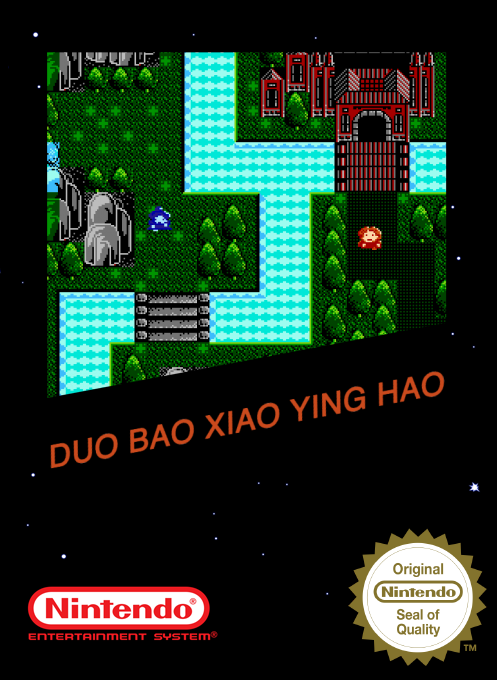 DUO BAO XIAO YING HAO
Nintendo®
ENTERTAINMENT SYSTEM®
Original
Nintendo
Seal of
Quality
TM